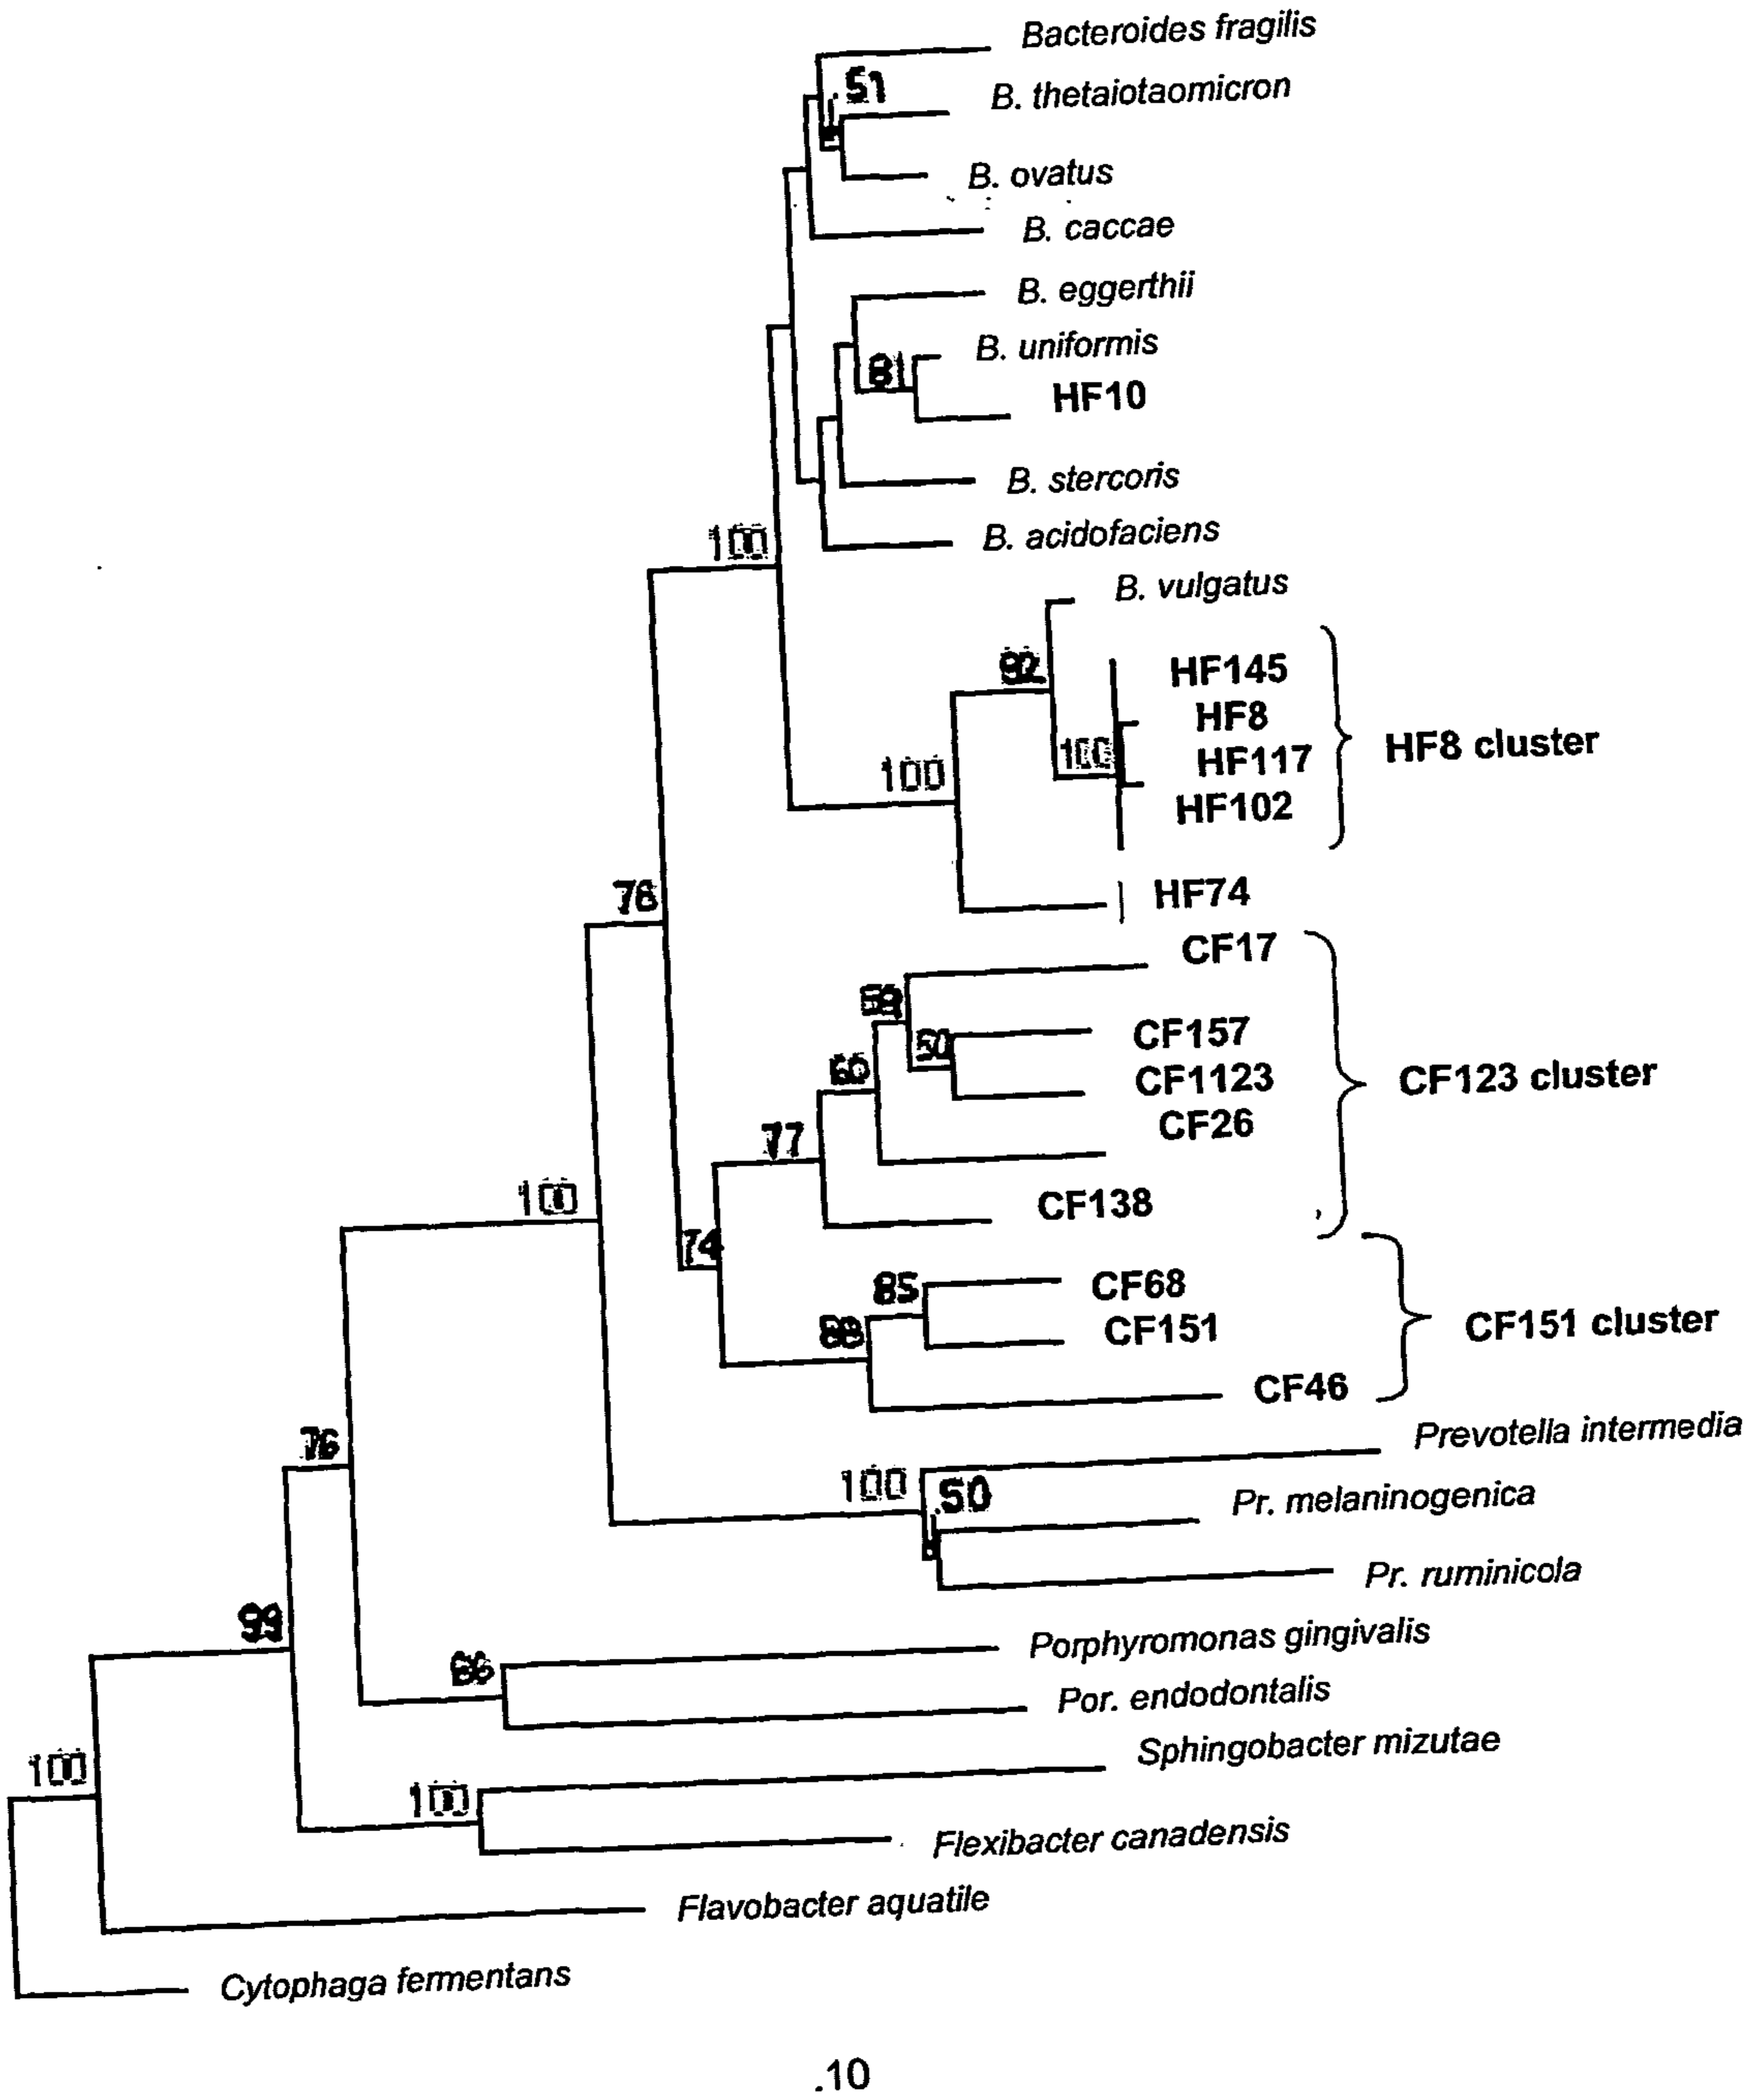 Bacteroides fragilis
51
B. thetaiotaomicron
B. ovatus
B. caccae
B. eggerthii
B. uniformis
81
HF10
B. stercoris
B. acidofaciens
100
B. vulgatus
92
HF145
HF8
HF117
HF102
HF8 cluster
100
100
HF74
76
CF17
59
CF157
50
CF1123
CF26
CF123 cluster
77
CF138
100
74
CF68
85
CF151
CF151 cluster
CF46
76
Prevotella intermedia
100
.50
Pr. melaninogenica
Pr. ruminicola
99
Porphyromonas gingivalis
Por. endodontalis
Sphingobacter mizutae
100
100
Flexibacter canadensis
Flavobacter aquatile
Cytophaga fermentans
.10